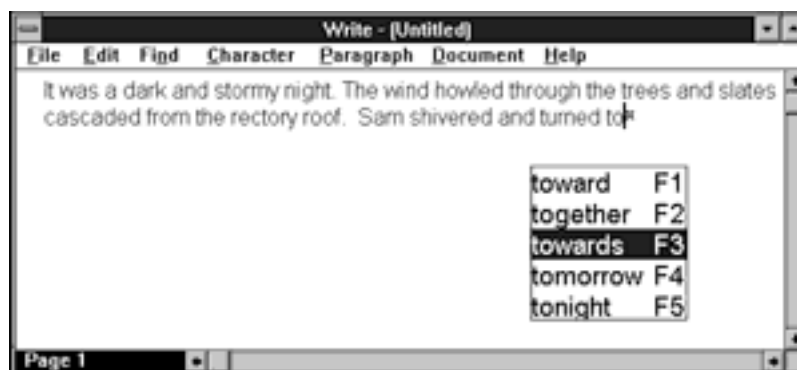 Write - (Untitled)
File Edit Find Character Paragraph Document Help
It was a dark and stormy night. The wind howled through the trees and slates
cascaded from the rectory roof.  Sam shivered and turned to
toward F1
together F2
towards F3
tomorrow F4
tonight F5
Page 1